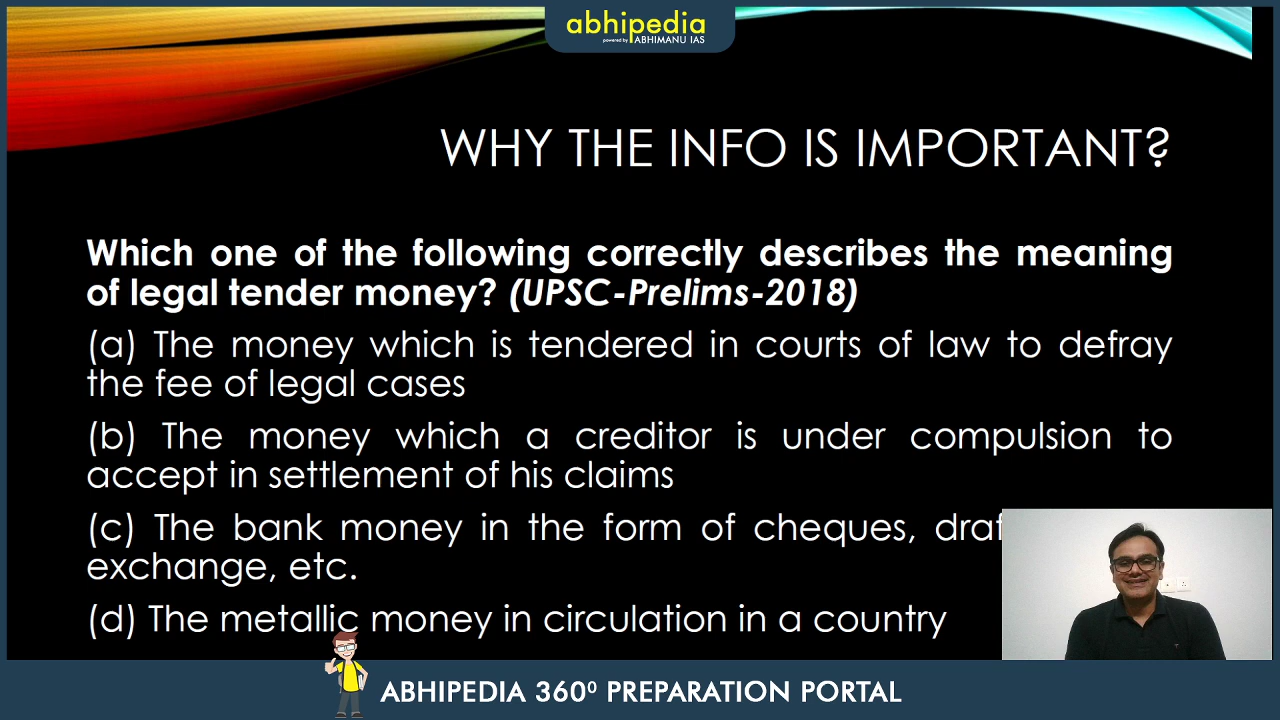 abhipedia
powered by ABHIMANU IAS
WHY THE INFO IS IMPORTANT?
Which one of the following correctly describes the meaning
of legal tender money? (UPSC-Prelims-2018)
(a) The money which is tendered in courts of law to defray
the fee of legal cases
(b) The money which a creditor is under compulsion to
accept in settlement of his claims
(c) The bank money in the form of cheques,
exchange, etc.
(d) The metallic money in circulation in a country
ABHIPEDIA 360⁰ PREPARATION PORTAL